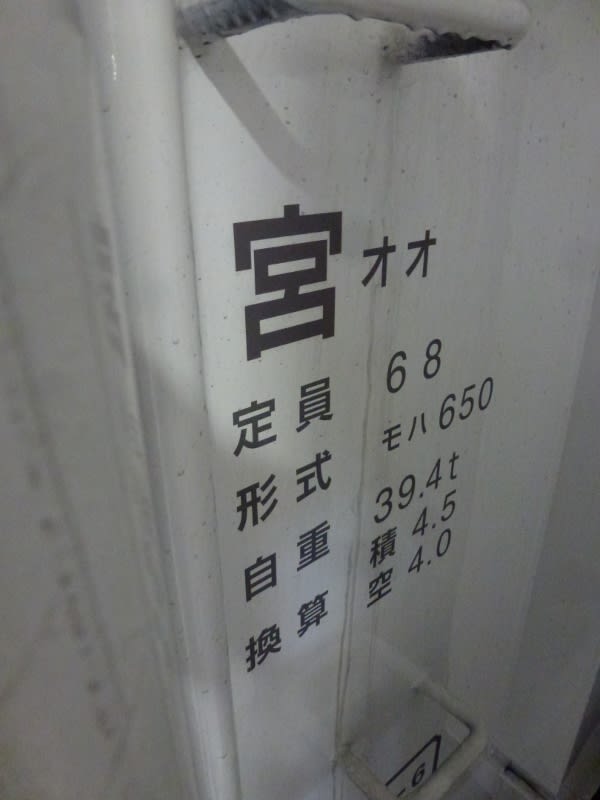 宮 オオ
定員 68
形式 モハ650
自重 39.4t
換算 積 4.5
空 4.0
-6